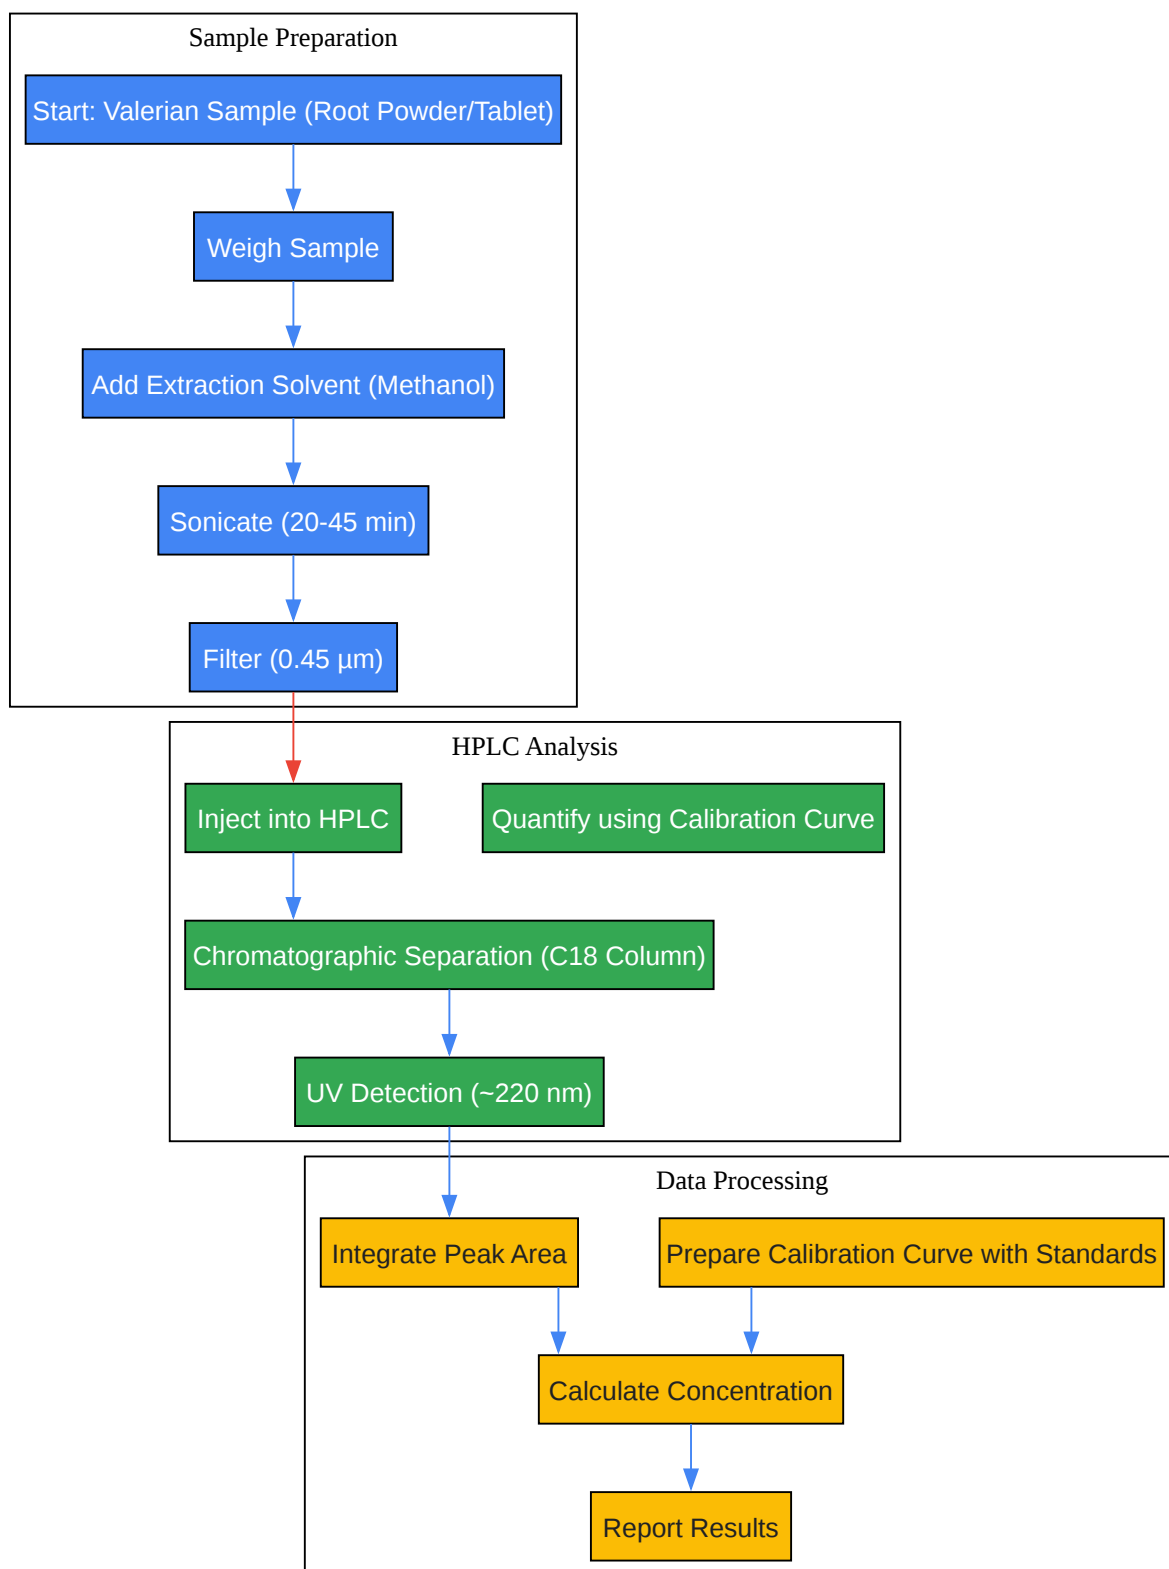 Sample Preparation
Start: Valerian Sample (Root Powder/Tablet)
Weigh Sample
Add Extraction Solvent (Methanol)
Sonicate (20-45 min)
Filter (0.45 µm)
HPLC Analysis
Inject into HPLC
Quantify using Calibration Curve
Chromatographic Separation (C18 Column)
UV Detection (~220 nm)
Data Processing
Integrate Peak Area
Prepare Calibration Curve with Standards
Calculate Concentration
Report Results